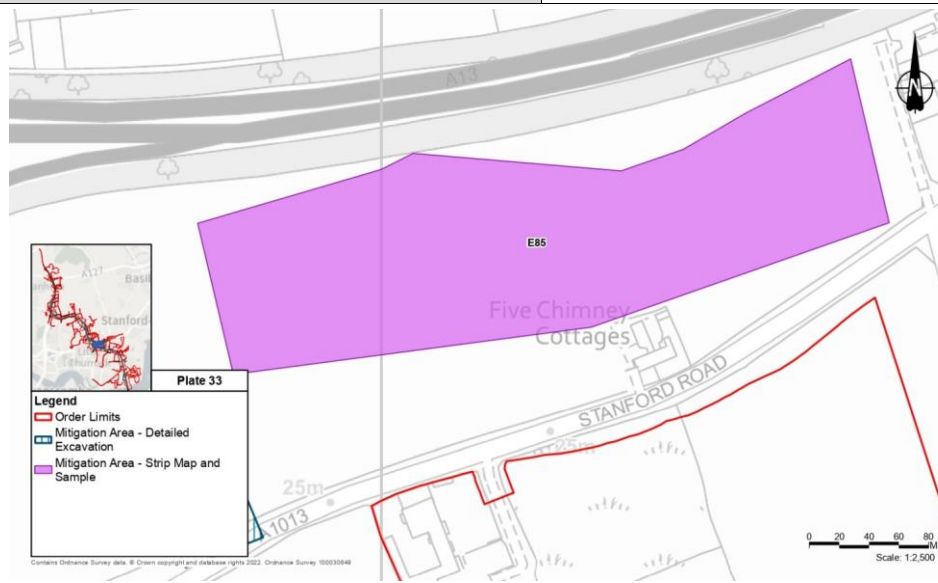 A13
N
E85
Five Chimney
Cottages
STANFORD ROAD
25m
25m
A1013
A127
Basil
Stanford-
Plate 33
Legend
Order Limits
Mitigation Area - Detailed
Excavation
Mitigation Area - Strip Map and
Sample
0 20 40 60 80
M
Scale: 1:2,500
Contains Ordnance Survey data. © Crown copyright and database rights 2022. Ordnance Survey 100030649